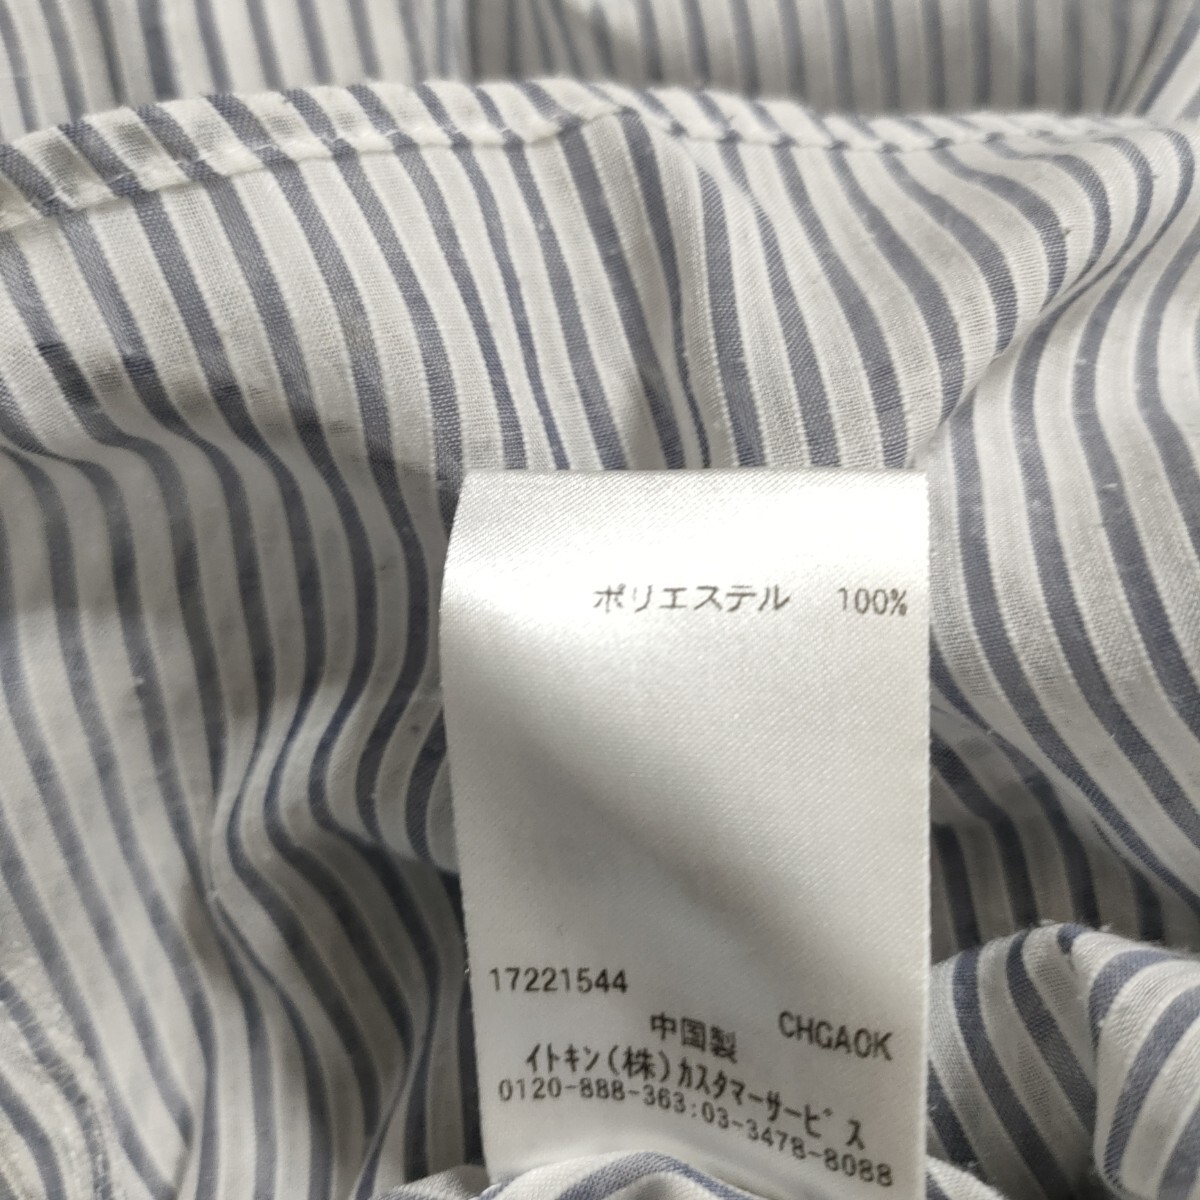 ポリエステル 100%
17221544
中国製 CHGAOK
イトキン(株)カスタマーサービス
0120-888-363:03-3478-8088